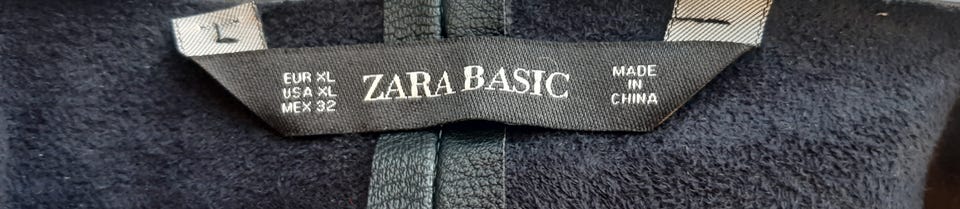 EUR XL
USA XL
MEX 32
ZARA BASIC
MADE
IN
CHINA